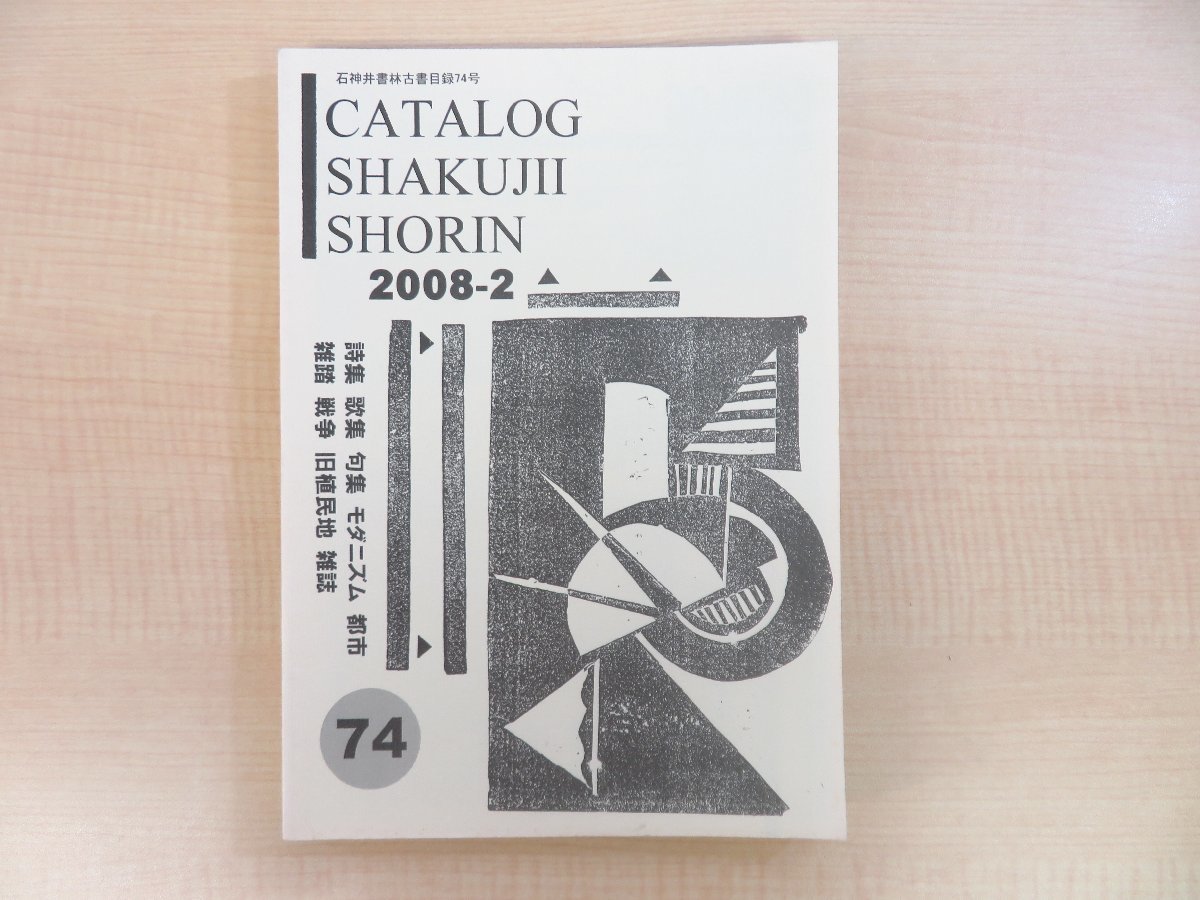 石神井書林古書目録74号
CATALOG
SHAKUJII
SHORIN
2008-2
詩集 歌集 句集 モダニズム 都市
雑踏 戦争 旧植民地 雑誌
74